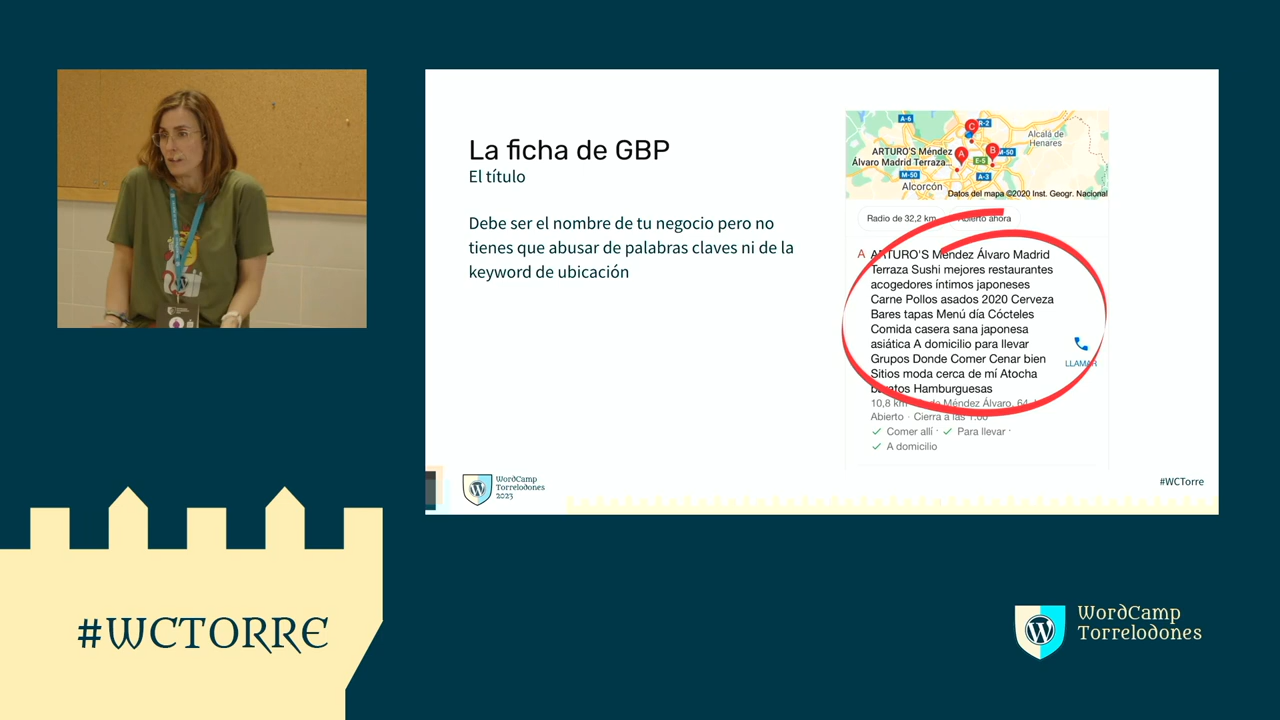 La ficha de GBP
El título
Debe ser el nombre de tu negocio pero no
tienes que abusar de palabras claves ni de la
keyword de ubicación
A-6
R-2
C
Alcalá de
Henares
ARTURO'S Méndez
Álvaro Madrid Terraza...
A
B
M-50
E-5
M-50
A-3
Alcorcón
Datos del mapa ©2020 Inst. Geogr. Nacional
Radio de 32,2 km
Abierto ahora
A ARTURO'S Méndez Álvaro Madrid
Terraza Sushi mejores restaurantes
acogedores íntimos japoneses
Carne Pollos asados 2020 Cerveza
Bares tapas Menú día Cócteles
Comida casera sana japonesa
asiática A domicilio para llevar
Grupos Donde Comer Cenar bien
Sitios moda cerca de mí Atocha
baratos Hamburguesas
LLAMAR
10,8 km Méndez Álvaro, 64
Abierto · Cierra a las 1:00
Comer allí · Para llevar ·
A domicilio
WordCamp
Torrelodones
2023
#WCTorre
#WCTORRE
WordCamp
Torrelodones